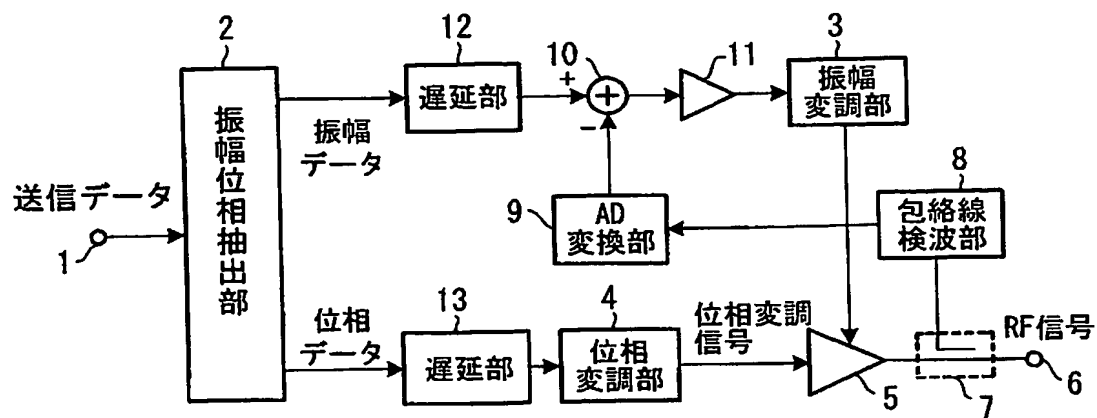 2
12
10
11
3
振幅位相抽出部
遅延部
+
+
−
振幅
変調部
振幅
データ
送信データ
1
9
AD
変換部
8
包絡線
検波部
位相
データ
13
遅延部
4
位相
変調部
位相変調
信号
5
7
RF信号
6